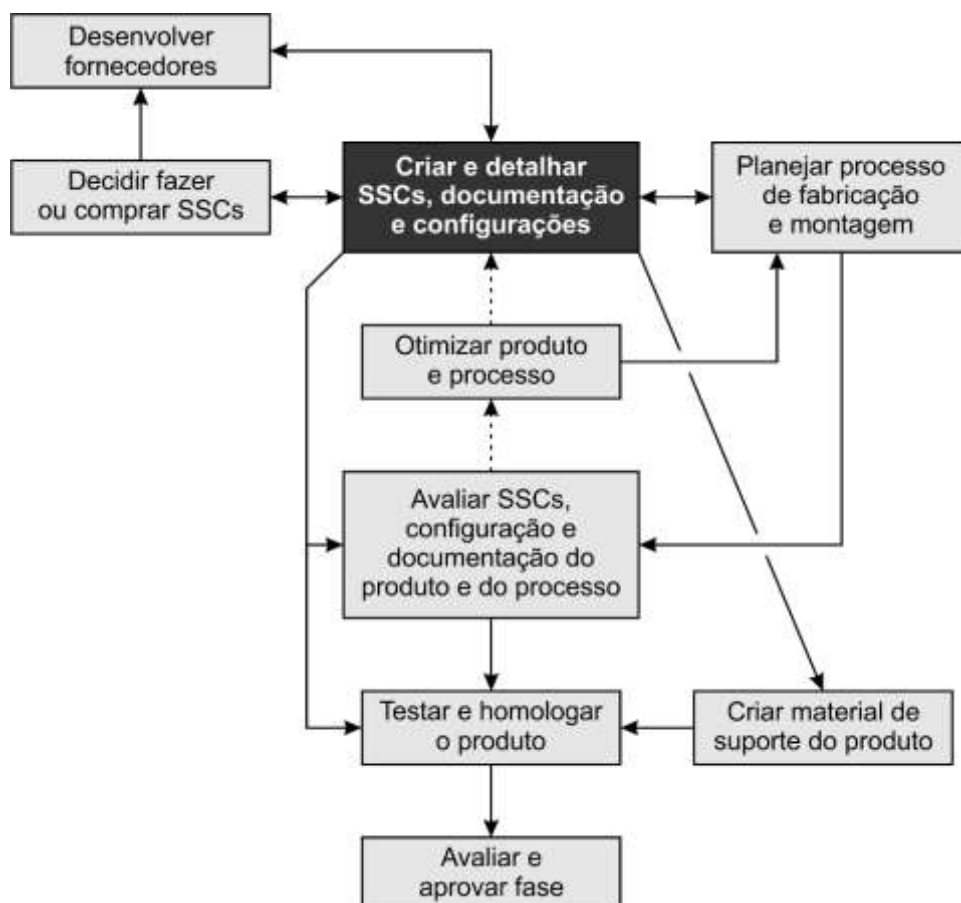 Desenvolver
fornecedores
Decidir fazer
ou comprar SSCs
Criar e detalhar
SSCs, documentação
e configurações
Planejar processo
de fabricação
e montagem
Otimizar produto
e processo
Avaliar SSCs,
configuração e
documentação do
produto e do processo
Testar e homologar
o produto
Criar material de
suporte do produto
Avaliar e
aprovar fase